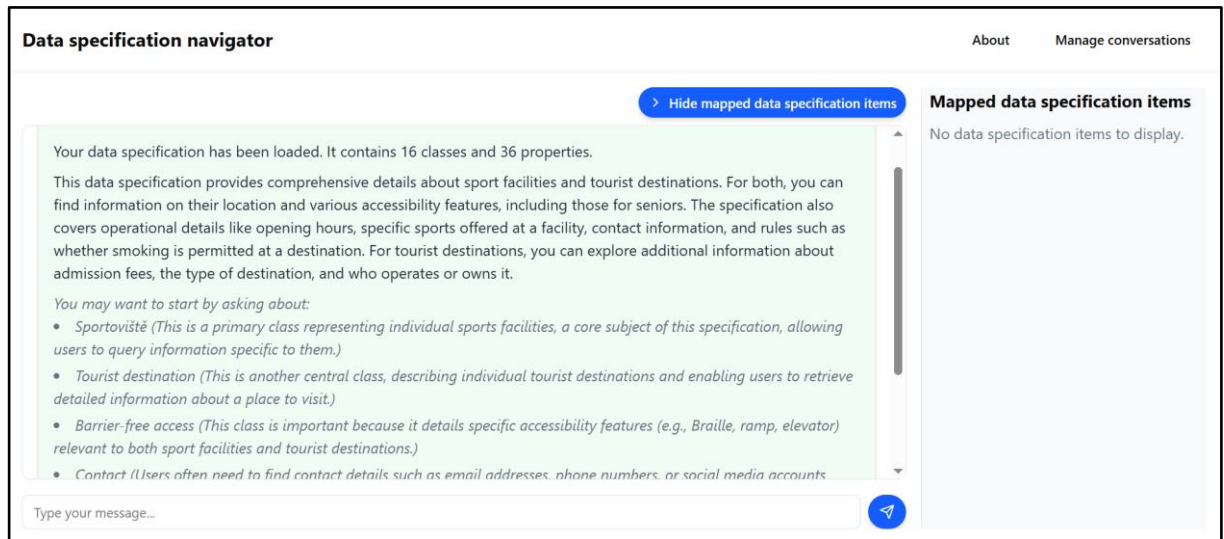 Data specification navigator
About
Manage conversations
Hide mapped data specification items
Mapped data specification items
No data specification items to display.
Your data specification has been loaded. It contains 16 classes and 36 properties.
This data specification provides comprehensive details about sport facilities and tourist destinations. For both, you can
find information on their location and various accessibility features, including those for seniors. The specification also
covers operational details like opening hours, specific sports offered at a facility, contact information, and rules such as
whether smoking is permitted at a destination. For tourist destinations, you can explore additional information about
admission fees, the type of destination, and who operates or owns it.
You may want to start by asking about:
• Sportoviště (This is a primary class representing individual sports facilities, a core subject of this specification, allowing
users to query information specific to them.)
• Tourist destination (This is another central class, describing individual tourist destinations and enabling users to retrieve
detailed information about a place to visit.)
• Barrier-free access (This class is important because it details specific accessibility features (e.g., Braille, ramp, elevator)
relevant to both sport facilities and tourist destinations.)
• Contact (Users often need to find contact details such as email addresses, phone numbers, or social media accounts
Type your message...